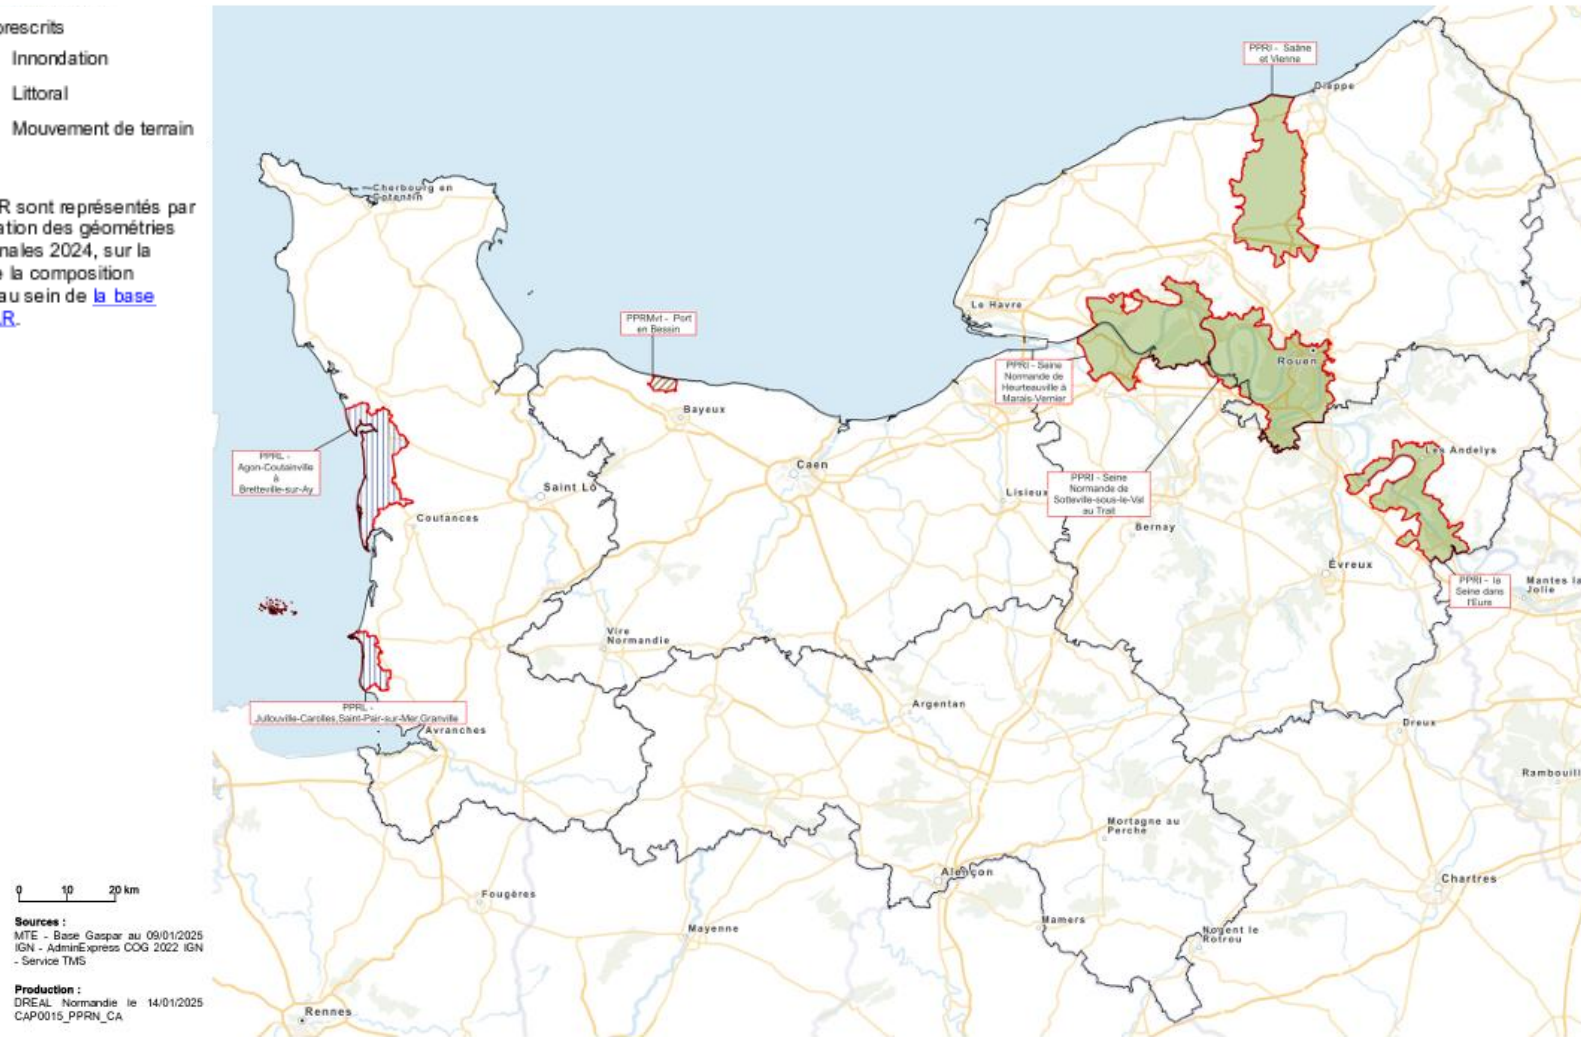 prescrits
Innondation
Littoral
Mouvement de terrain
R sont représentés par
ation des géométries
nales 2024, sur la
e la composition
au sein de la base
AR.
0 10 20 km
Sources :
MTE - Base Gaspar au 09/01/2025
IGN - AdminExpress COG 2022 IGN
- Service TMS
Production :
DREAL Normandie le 14/01/2025
CAP0015_PPRN_CA
PPRI - Saâne
et Vienne
Dieppe
Cherbourg en
Cotentin
Le Havre
PPRMvt - Port
en Bessin
Rouen
PPRI - Seine
Normande de
Heurteauville à
Marais-Vernier
Bayeux
PPRL -
Agon-Coutainville
à
Bretteville-sur-Ay
Les Andelys
Caen
Saint Lô
Lisieux
PPRI - Seine
Normande de
Sotteville-sous-le-Val
au Trait
Coutances
Bernay
Évreux
PPRI - la
Seine dans
l'Eure
Mantes la
Jolie
Vire
Normandie
PPRL -
Jullouville-Carolles,Saint-Pair-sur-Mer,Granville
Argentan
Avranches
Dreux
Rambouill
Mortagne au
Perche
Alençon
Chartres
Fougères
Mamers
Mayenne
Nogent le
Rotrou
Rennes